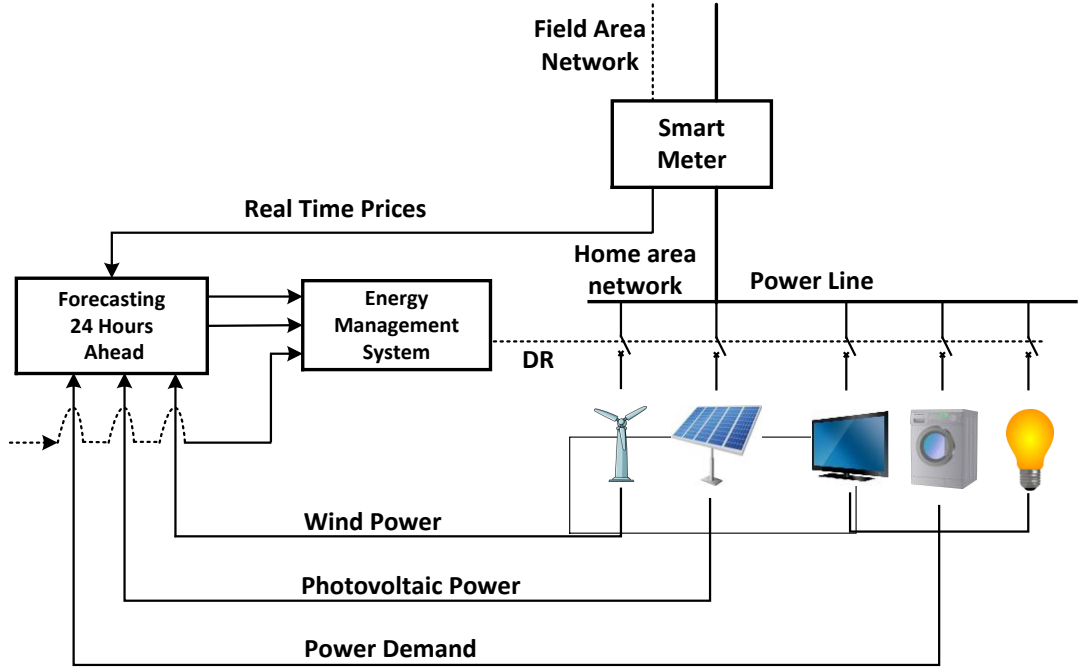 Field Area
Network
Smart
Meter
Real Time Prices
Home area
network
Power Line
Forecasting
24 Hours
Ahead
Energy
Management
System
DR
Wind Power
Photovoltaic Power
Power Demand